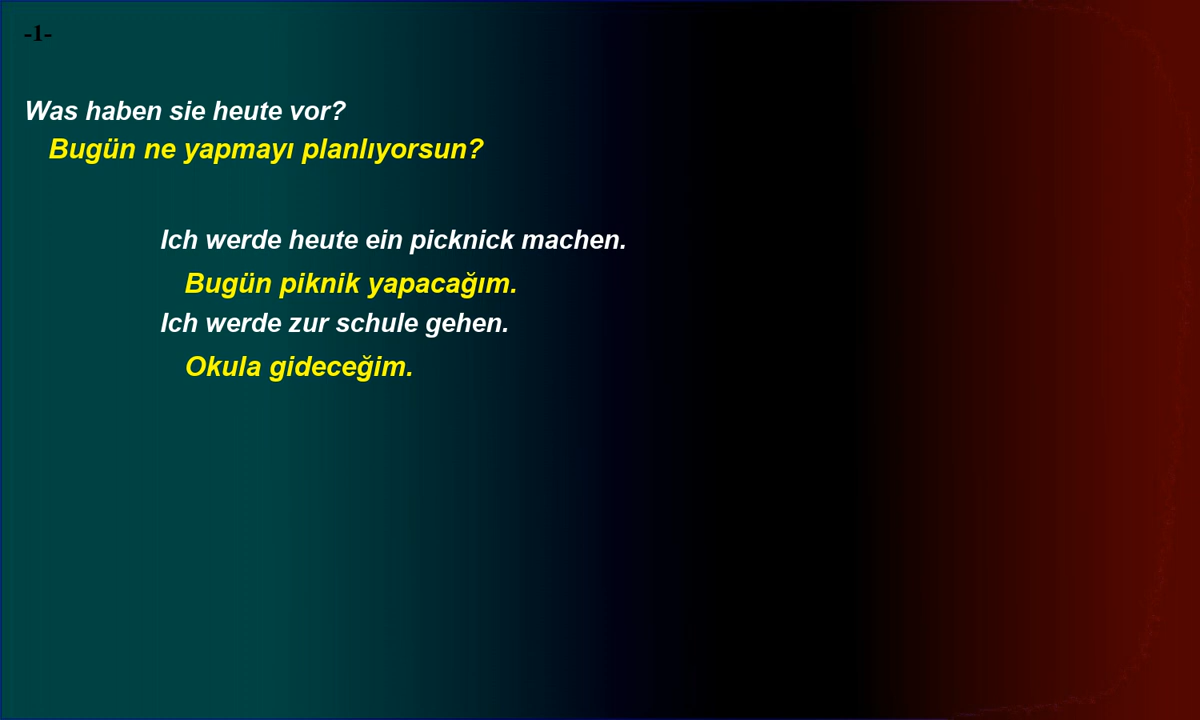 -1-
Was haben sie heute vor?
Bugün ne yapmayı planlıyorsun?
Ich werde heute ein picknick machen.
Bugün piknik yapacağım.
Ich werde zur schule gehen.
Okula gideceğim.